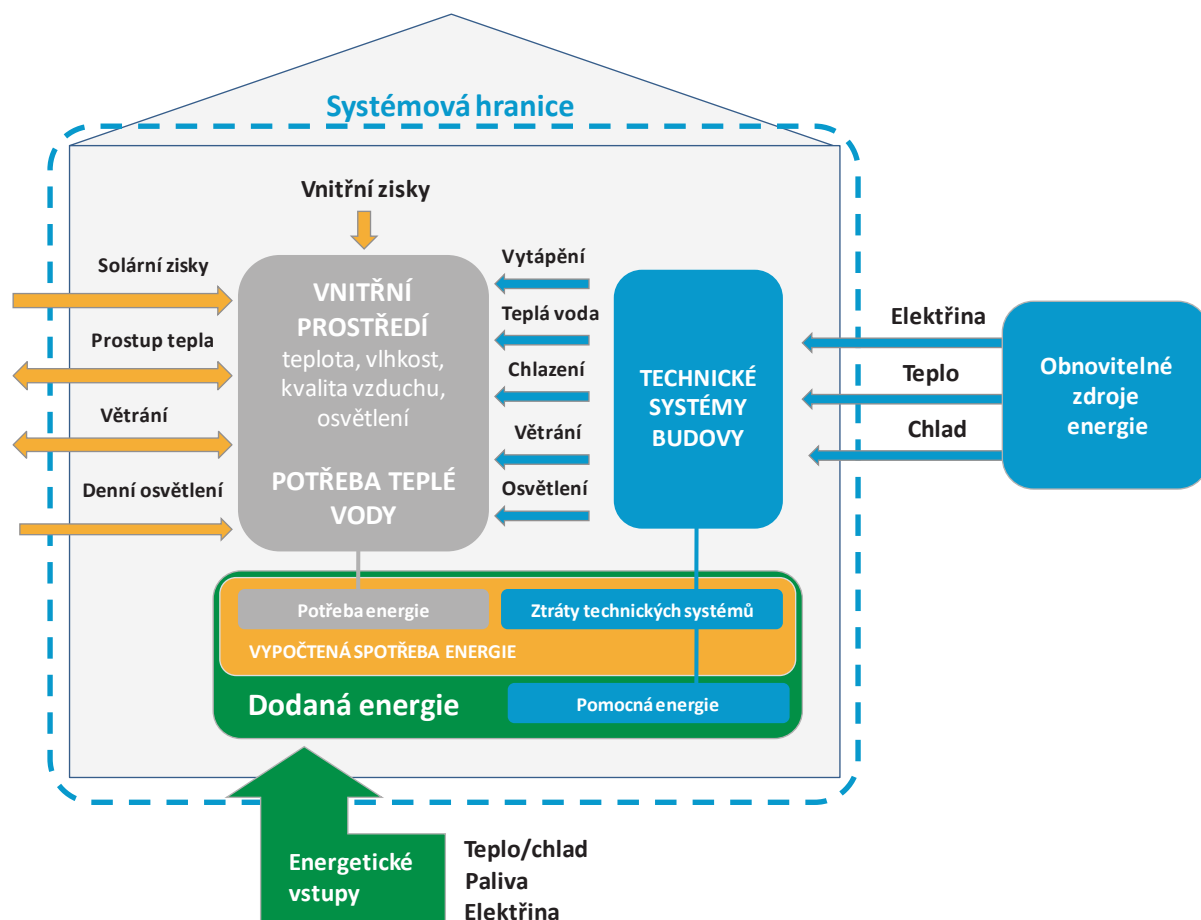 Systémová hranice
Vnitřní zisky
Solární zisky
Prostup tepla
Větrání
Denní osvětlení
VNITŘNÍ
PROSTŘEDÍ
teplota, vlhkost,
kvalita vzduchu,
osvětlení
POTŘEBA TEPLÉ
VODY
Vytápění
Teplá voda
Chlazení
Větrání
Osvětlení
TECHNICKÉ
SYSTÉMY
BUDOVY
Elektřina
Teplo
Chlad
Obnovitelné
zdroje
energie
Potřeba energie
Ztráty technických systémů
VYPOČTENÁ SPOTŘEBA ENERGIE
Dodaná energie
Pomocná energie
Energetické
vstupy
Teplo/chlad
Paliva
Elektřina